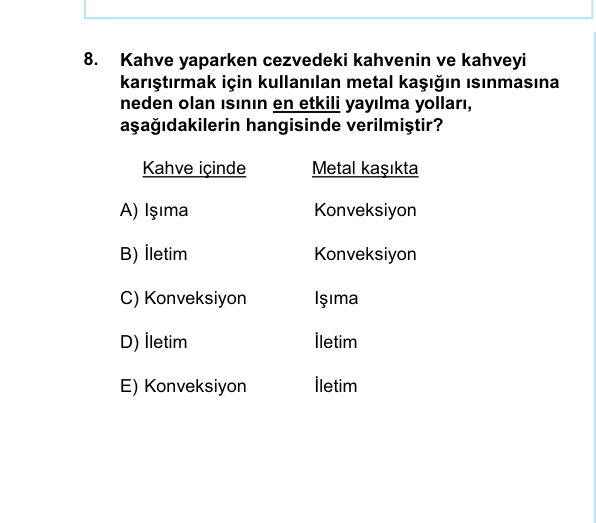 8. Kahve yaparken cezvedeki kahvenin ve kahveyi
karıştırmak için kullanılan metal kaşığın ısınmasına
neden olan ısının en etkili yayılma yolları,
aşağıdakilerin hangisinde verilmiştir?
Kahve içinde Metal kaşıkta
A) Işıma Konveksiyon
B) İletim Konveksiyon
C) Konveksiyon Işıma
D) İletim İletim
E) Konveksiyon İletim